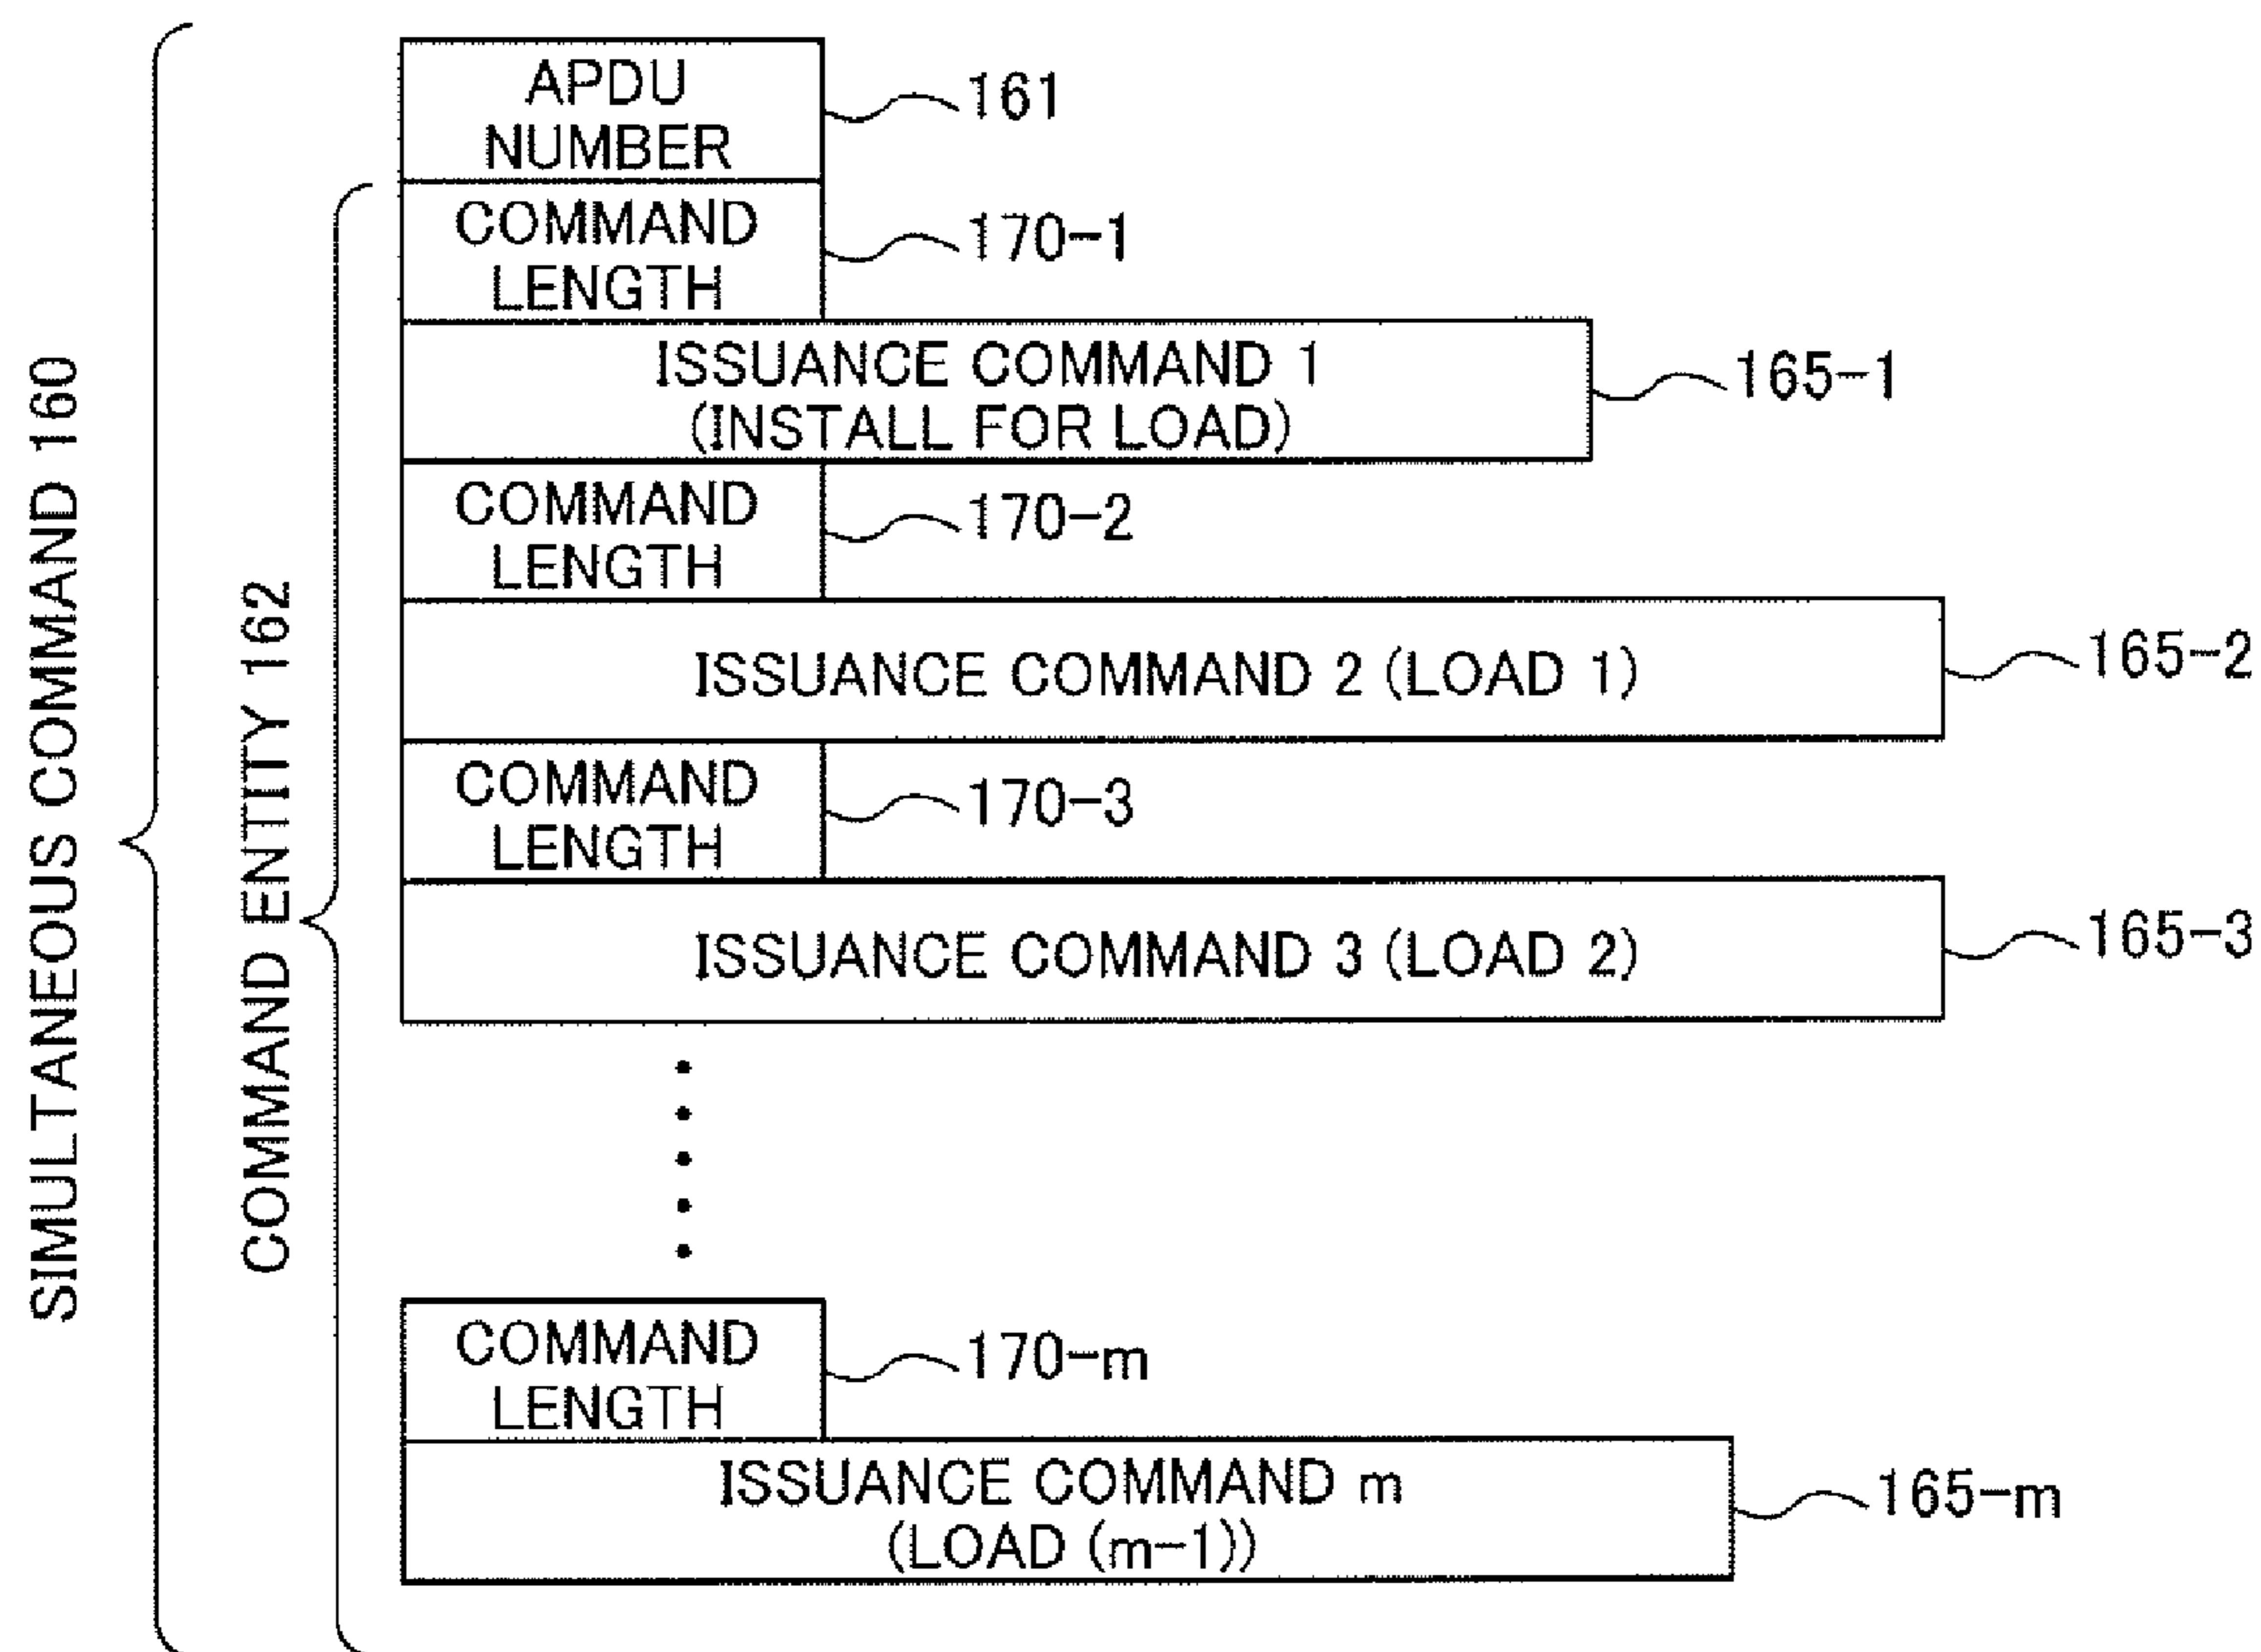 SIMULTANEOUS COMMAND 160
COMMAND ENTITY 162
APDU
NUMBER
161
COMMAND
LENGTH
170-1
ISSUANCE COMMAND 1
(INSTALL FOR LOAD)
165-1
COMMAND
LENGTH
170-2
ISSUANCE COMMAND 2 (LOAD 1)
165-2
COMMAND
LENGTH
170-3
ISSUANCE COMMAND 3 (LOAD 2)
165-3
COMMAND
LENGTH
170-m
ISSUANCE COMMAND m
(LOAD (m-1))
165-m